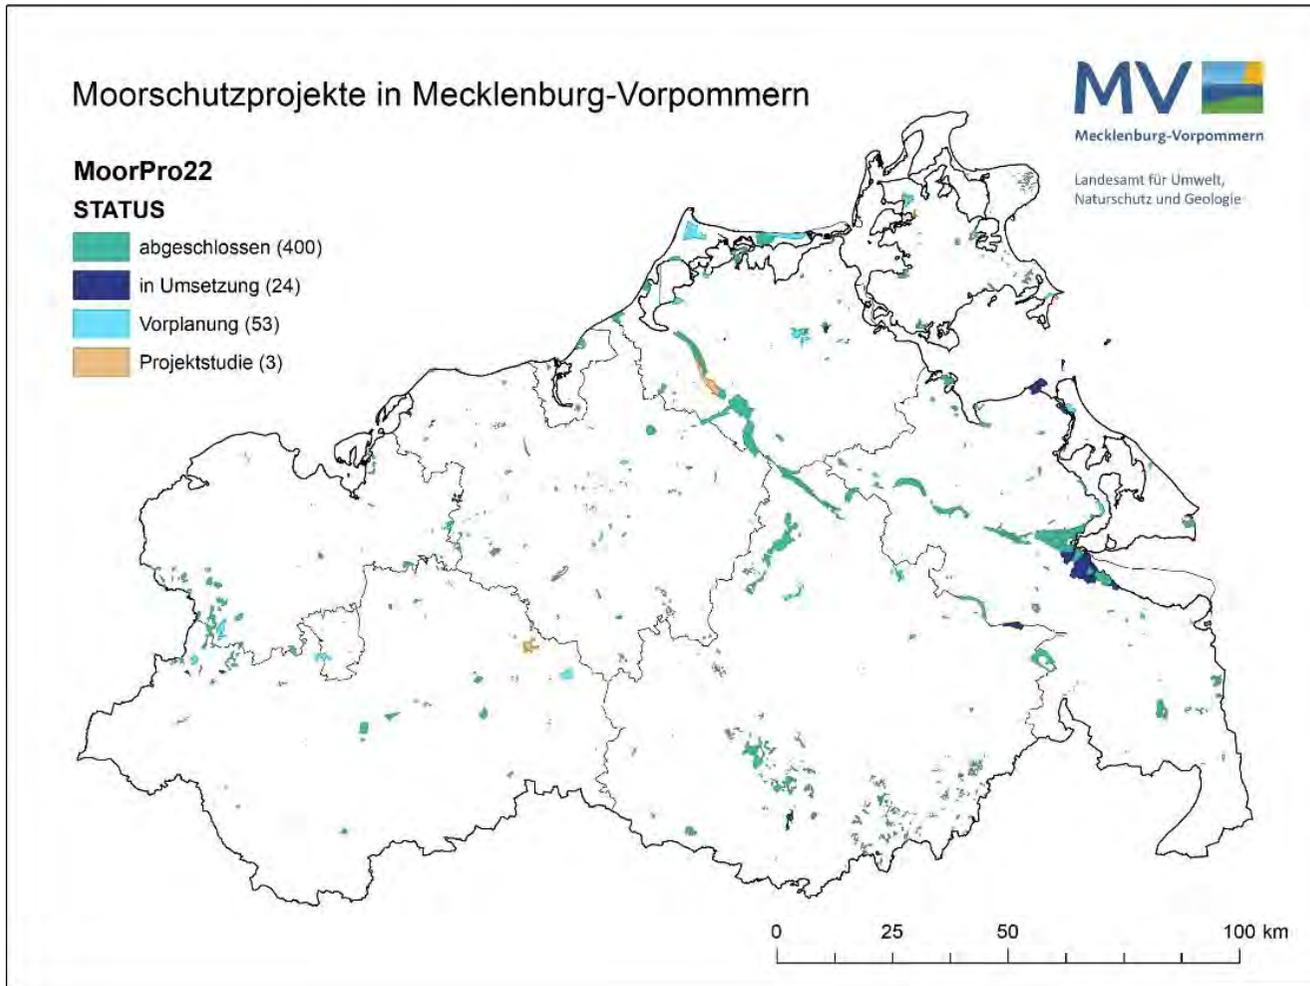 Moorschutzprojekte in Mecklenburg-Vorpommern
MV
Mecklenburg-Vorpommern
Landesamt für Umwelt,
Naturschutz und Geologie
MoorPro22
STATUS
abgeschlossen (400)
in Umsetzung (24)
Vorplanung (53)
Projektstudie (3)
0 25 50 100 km